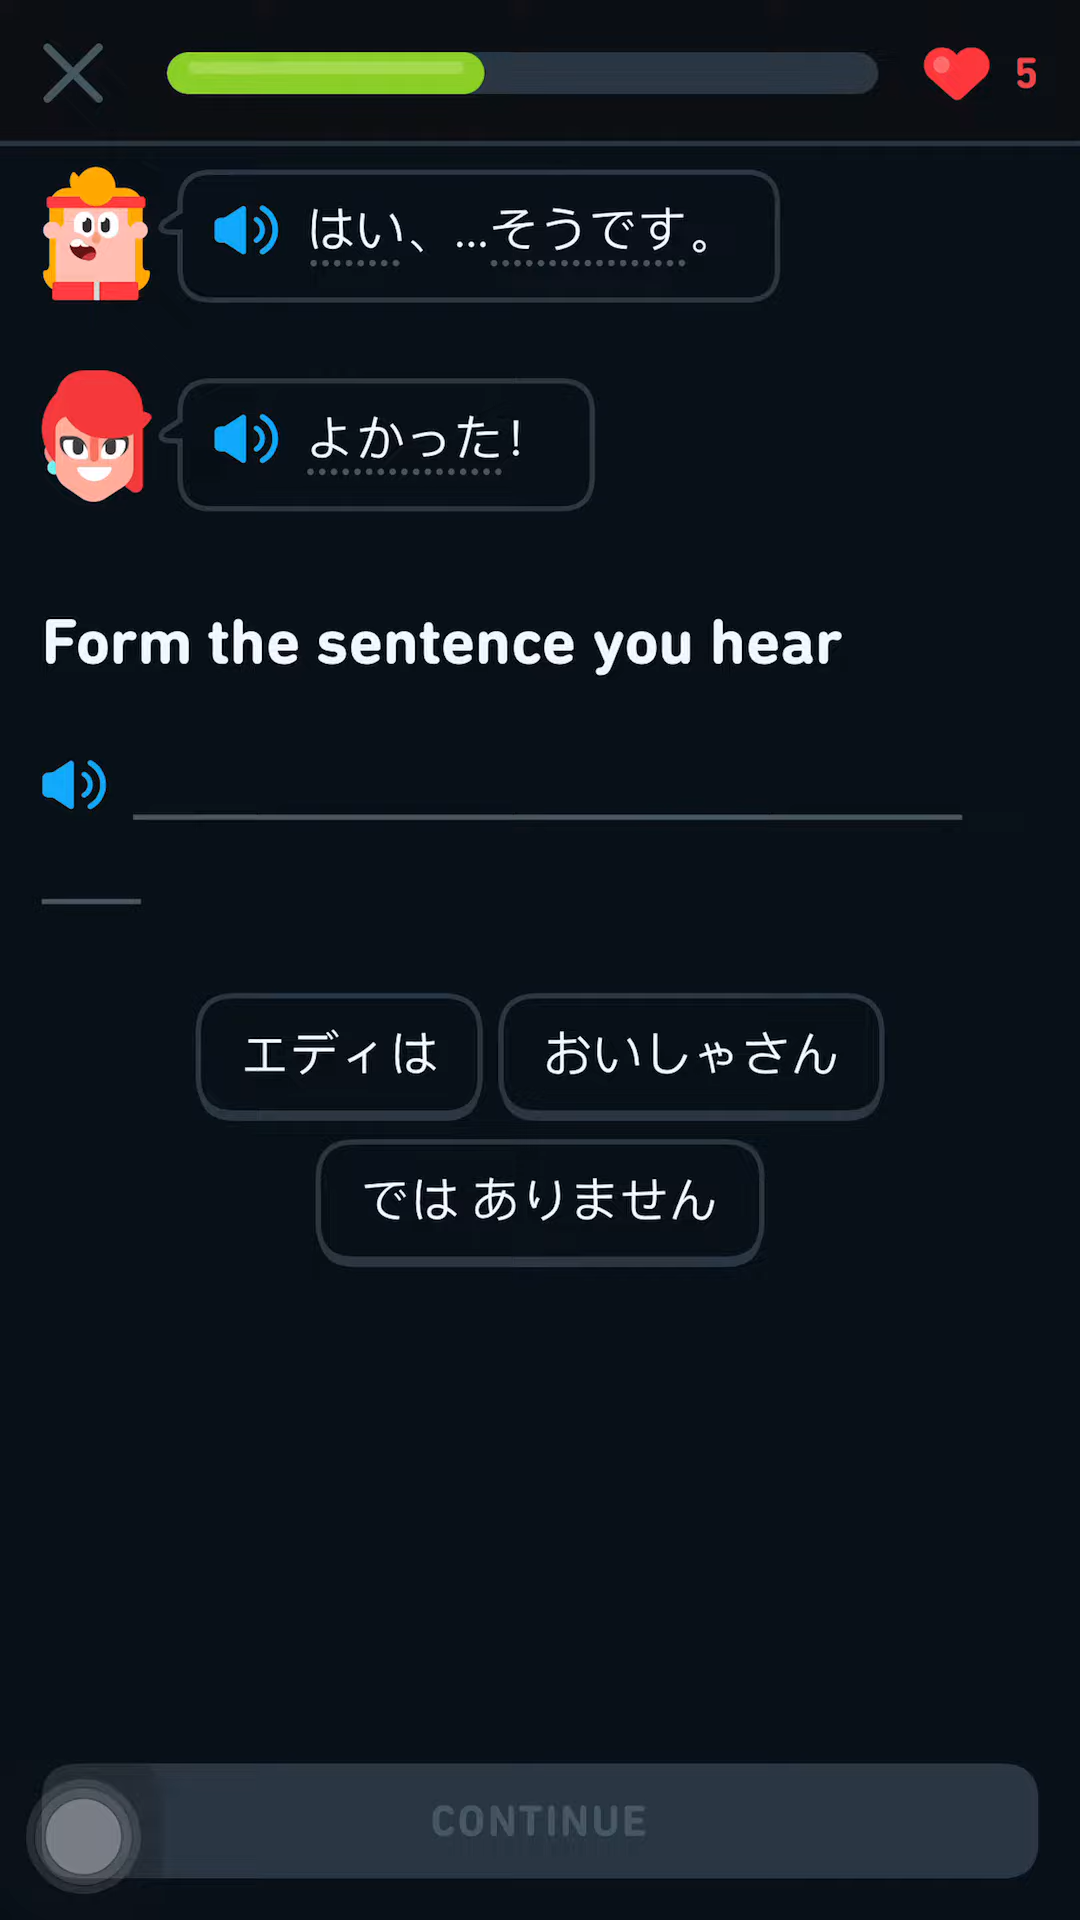 5
はい、...そうです。
よかった!
Form the sentence you hear
エディは
おいしゃさん
では ありません
CONTINUE